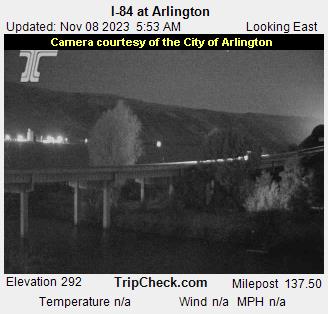 I-84 at Arlington
Updated: Nov 08 2023 5:53 AM Looking East
Camera courtesy of the City of Arlington
Elevation 292 TripCheck.com Milepost 137.50
Temperature n/a Wind n/a MPH n/a